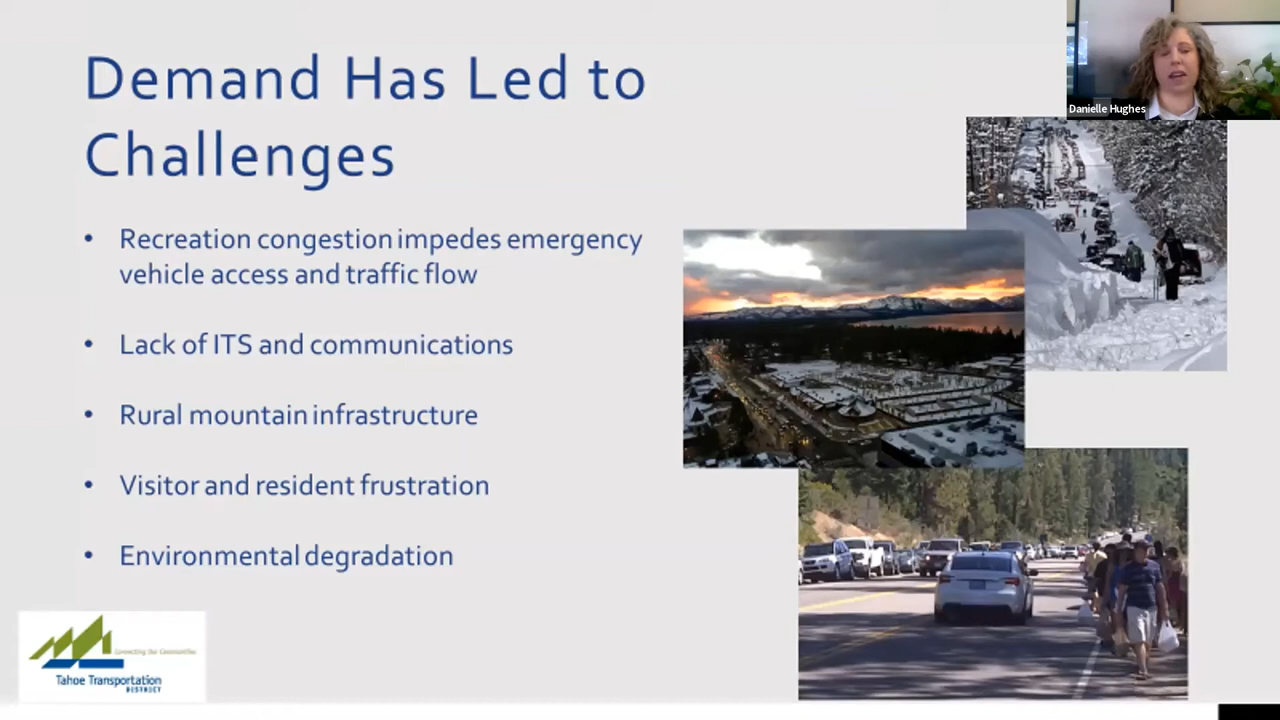 Demand Has Led to
Challenges
Danielle Hughes
• Recreation congestion impedes emergency
vehicle access and traffic flow
• Lack of ITS and communications
• Rural mountain infrastructure
• Visitor and resident frustration
• Environmental degradation
Connecting Our Communities
Tahoe Transportation
DISTRICT